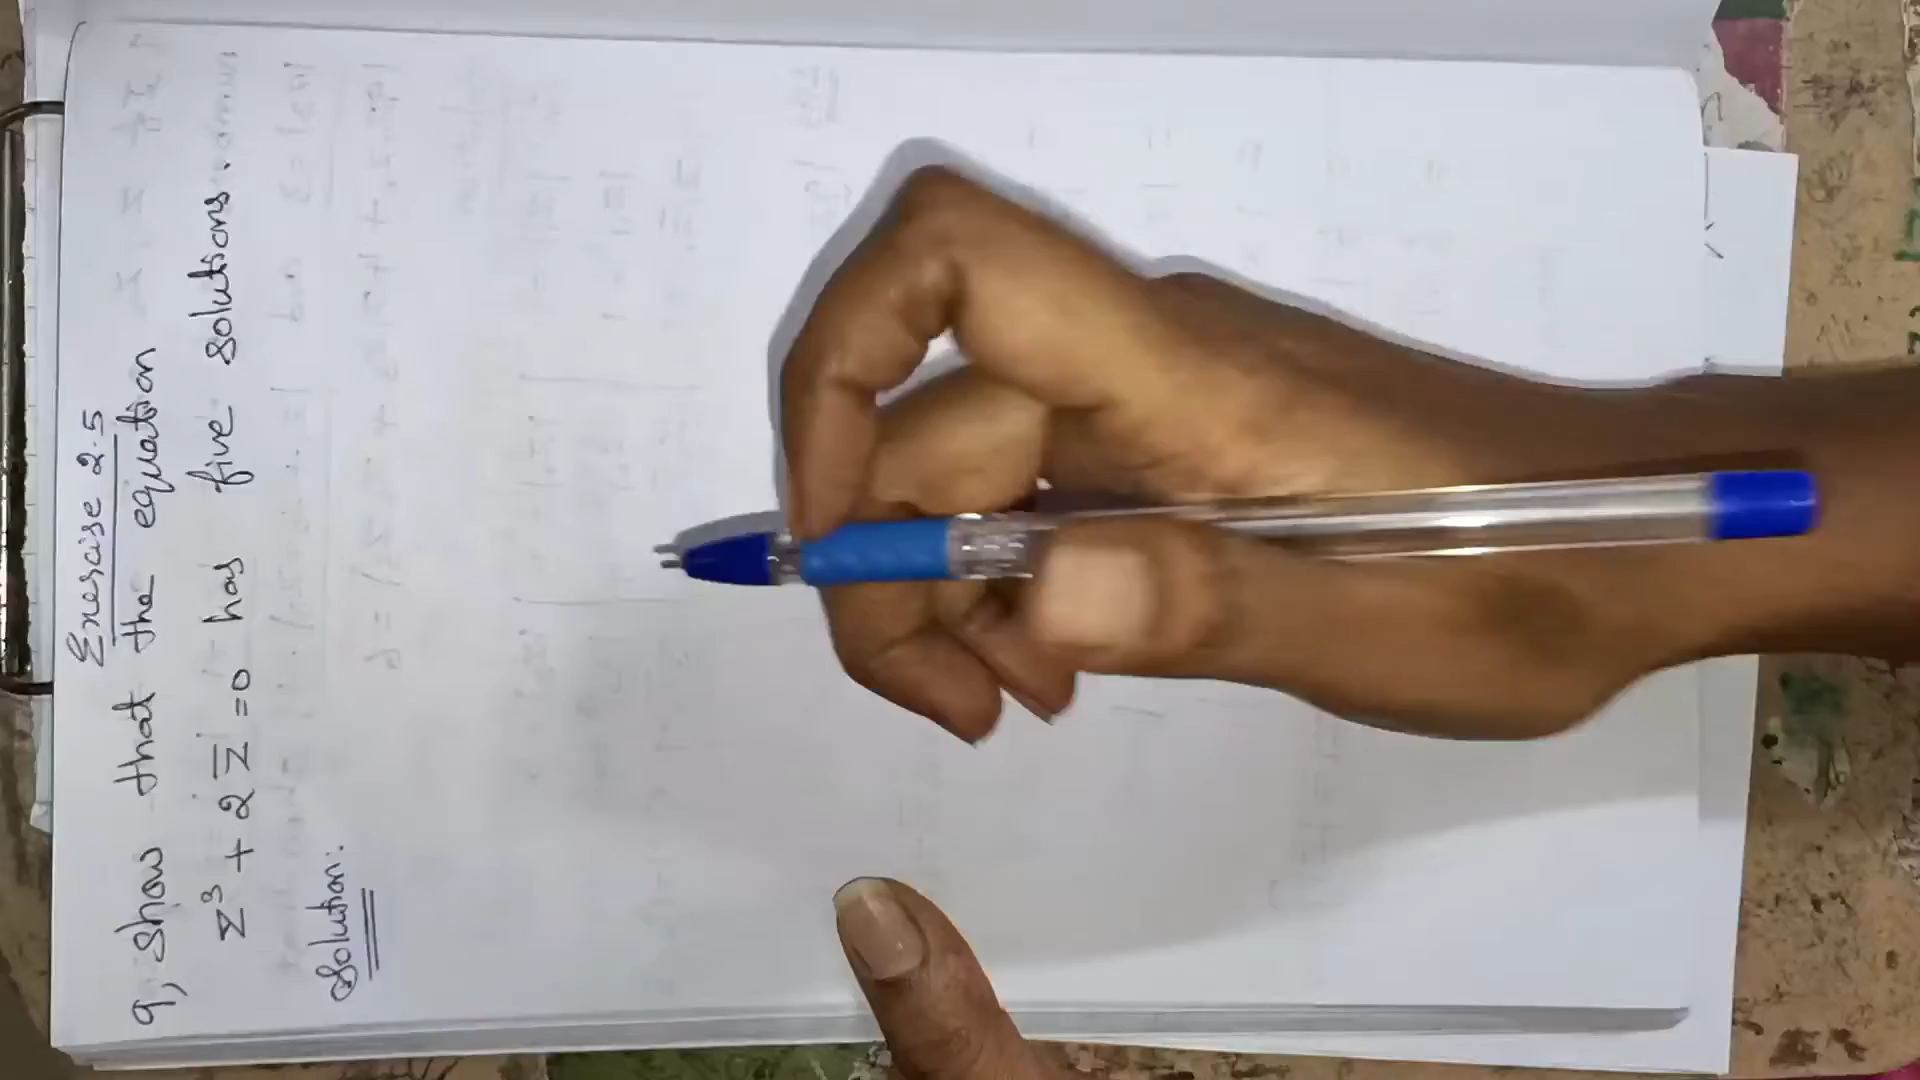 Exercise 2.5
9, Show that the equation
z³ + 2z̅ = 0 has five solutions.
Solution: